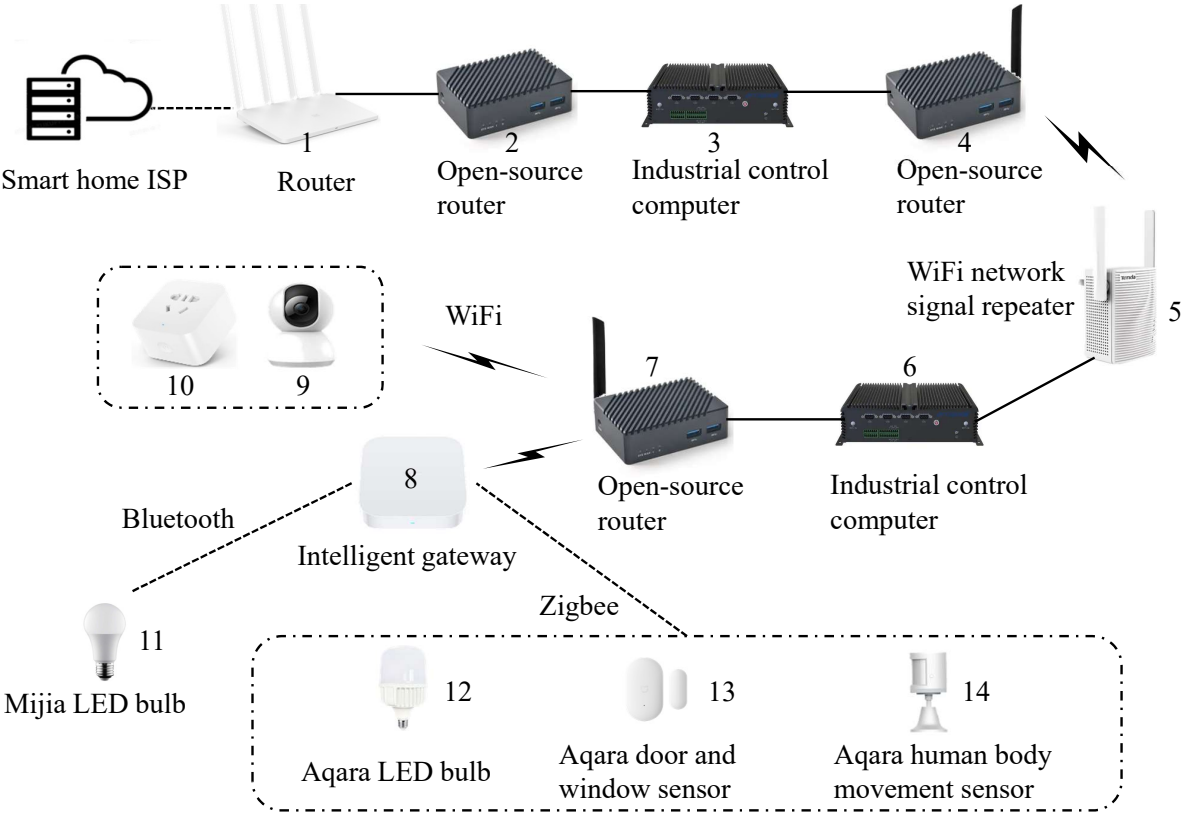 1
2
3
4
Smart home ISP
Router
Open-source
router
Industrial control
computer
Open-source
router
WiFi network
signal repeater
Tenda
5
WiFi
10
9
7
6
8
Open-source
router
Industrial control
computer
Bluetooth
Intelligent gateway
Zigbee
11
Mijia LED bulb
12
13
14
Aqara LED bulb
Aqara door and
window sensor
Aqara human body
movement sensor